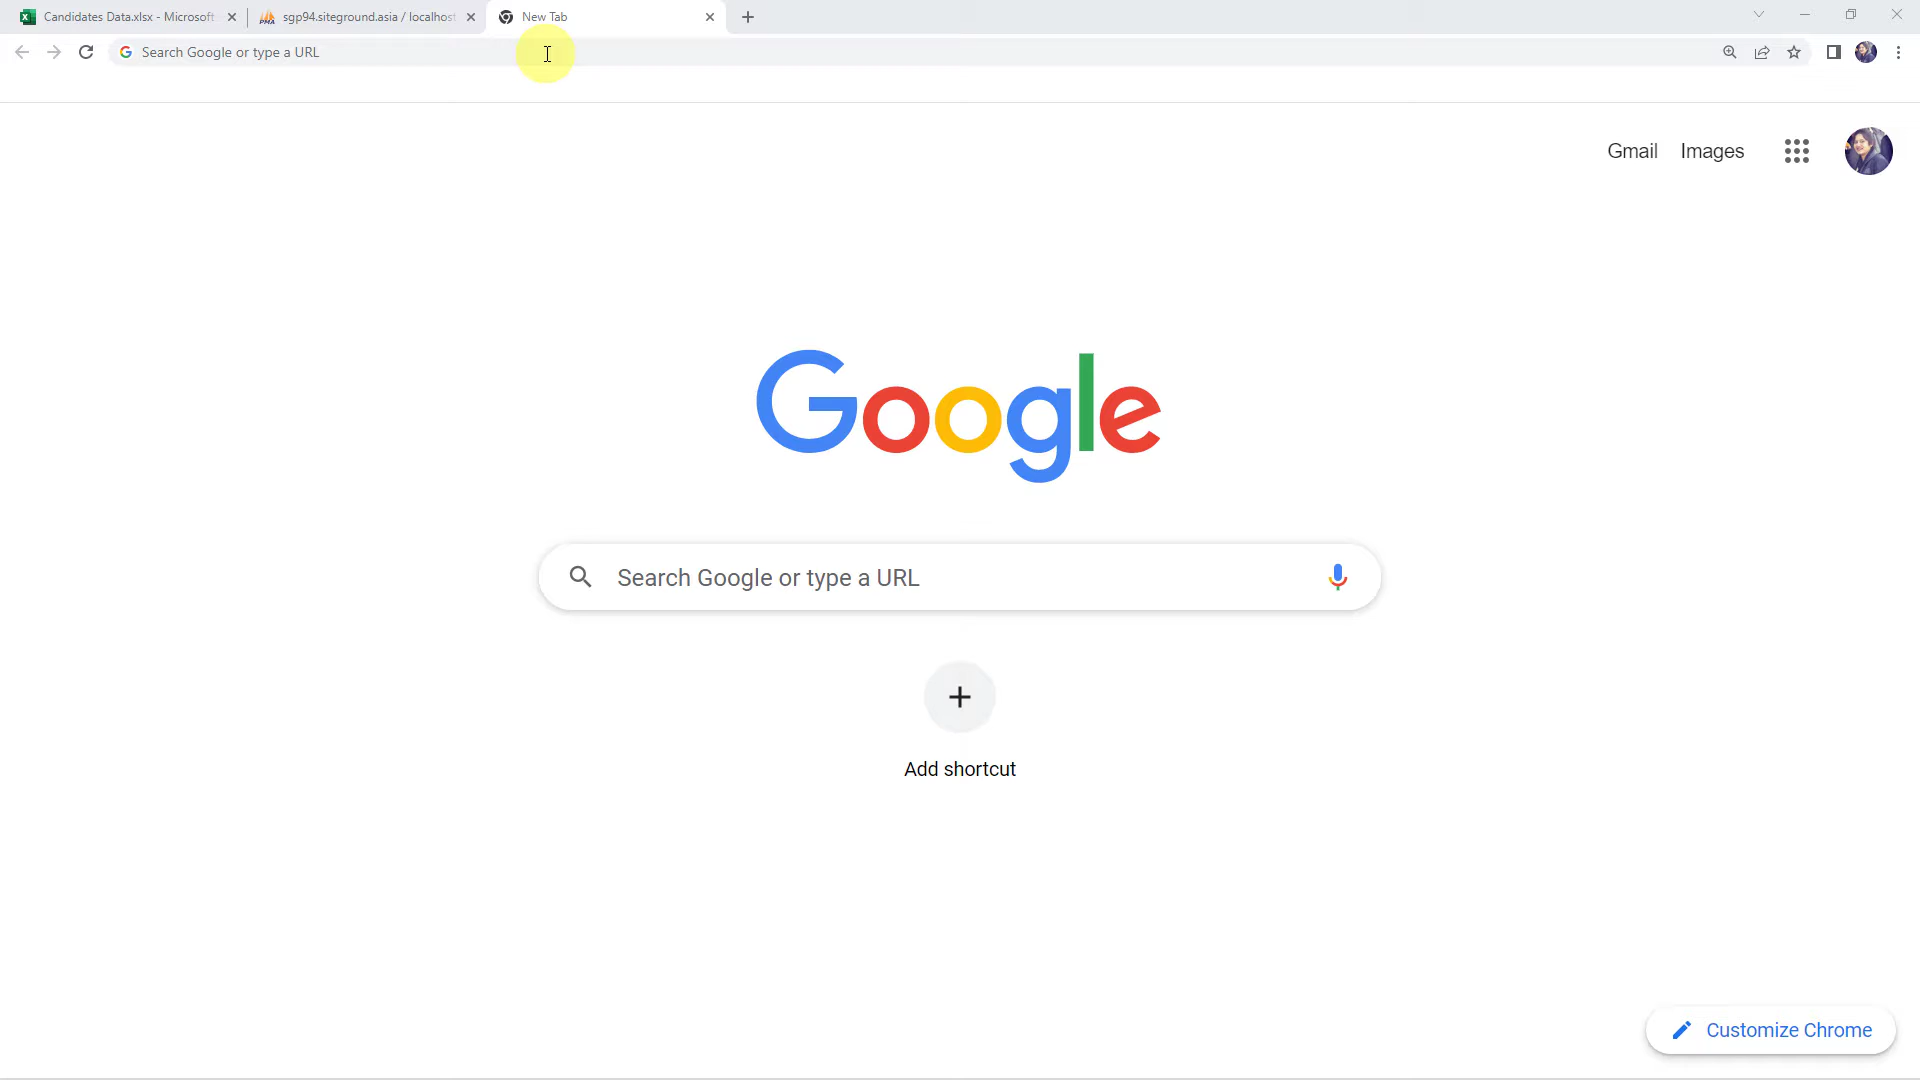 Candidates Data.xlsx - Microsoft
sgp94.siteground.asia / localhost
New Tab
Search Google or type a URL
Gmail
Images
Google
Search Google or type a URL
Add shortcut
Customize Chrome